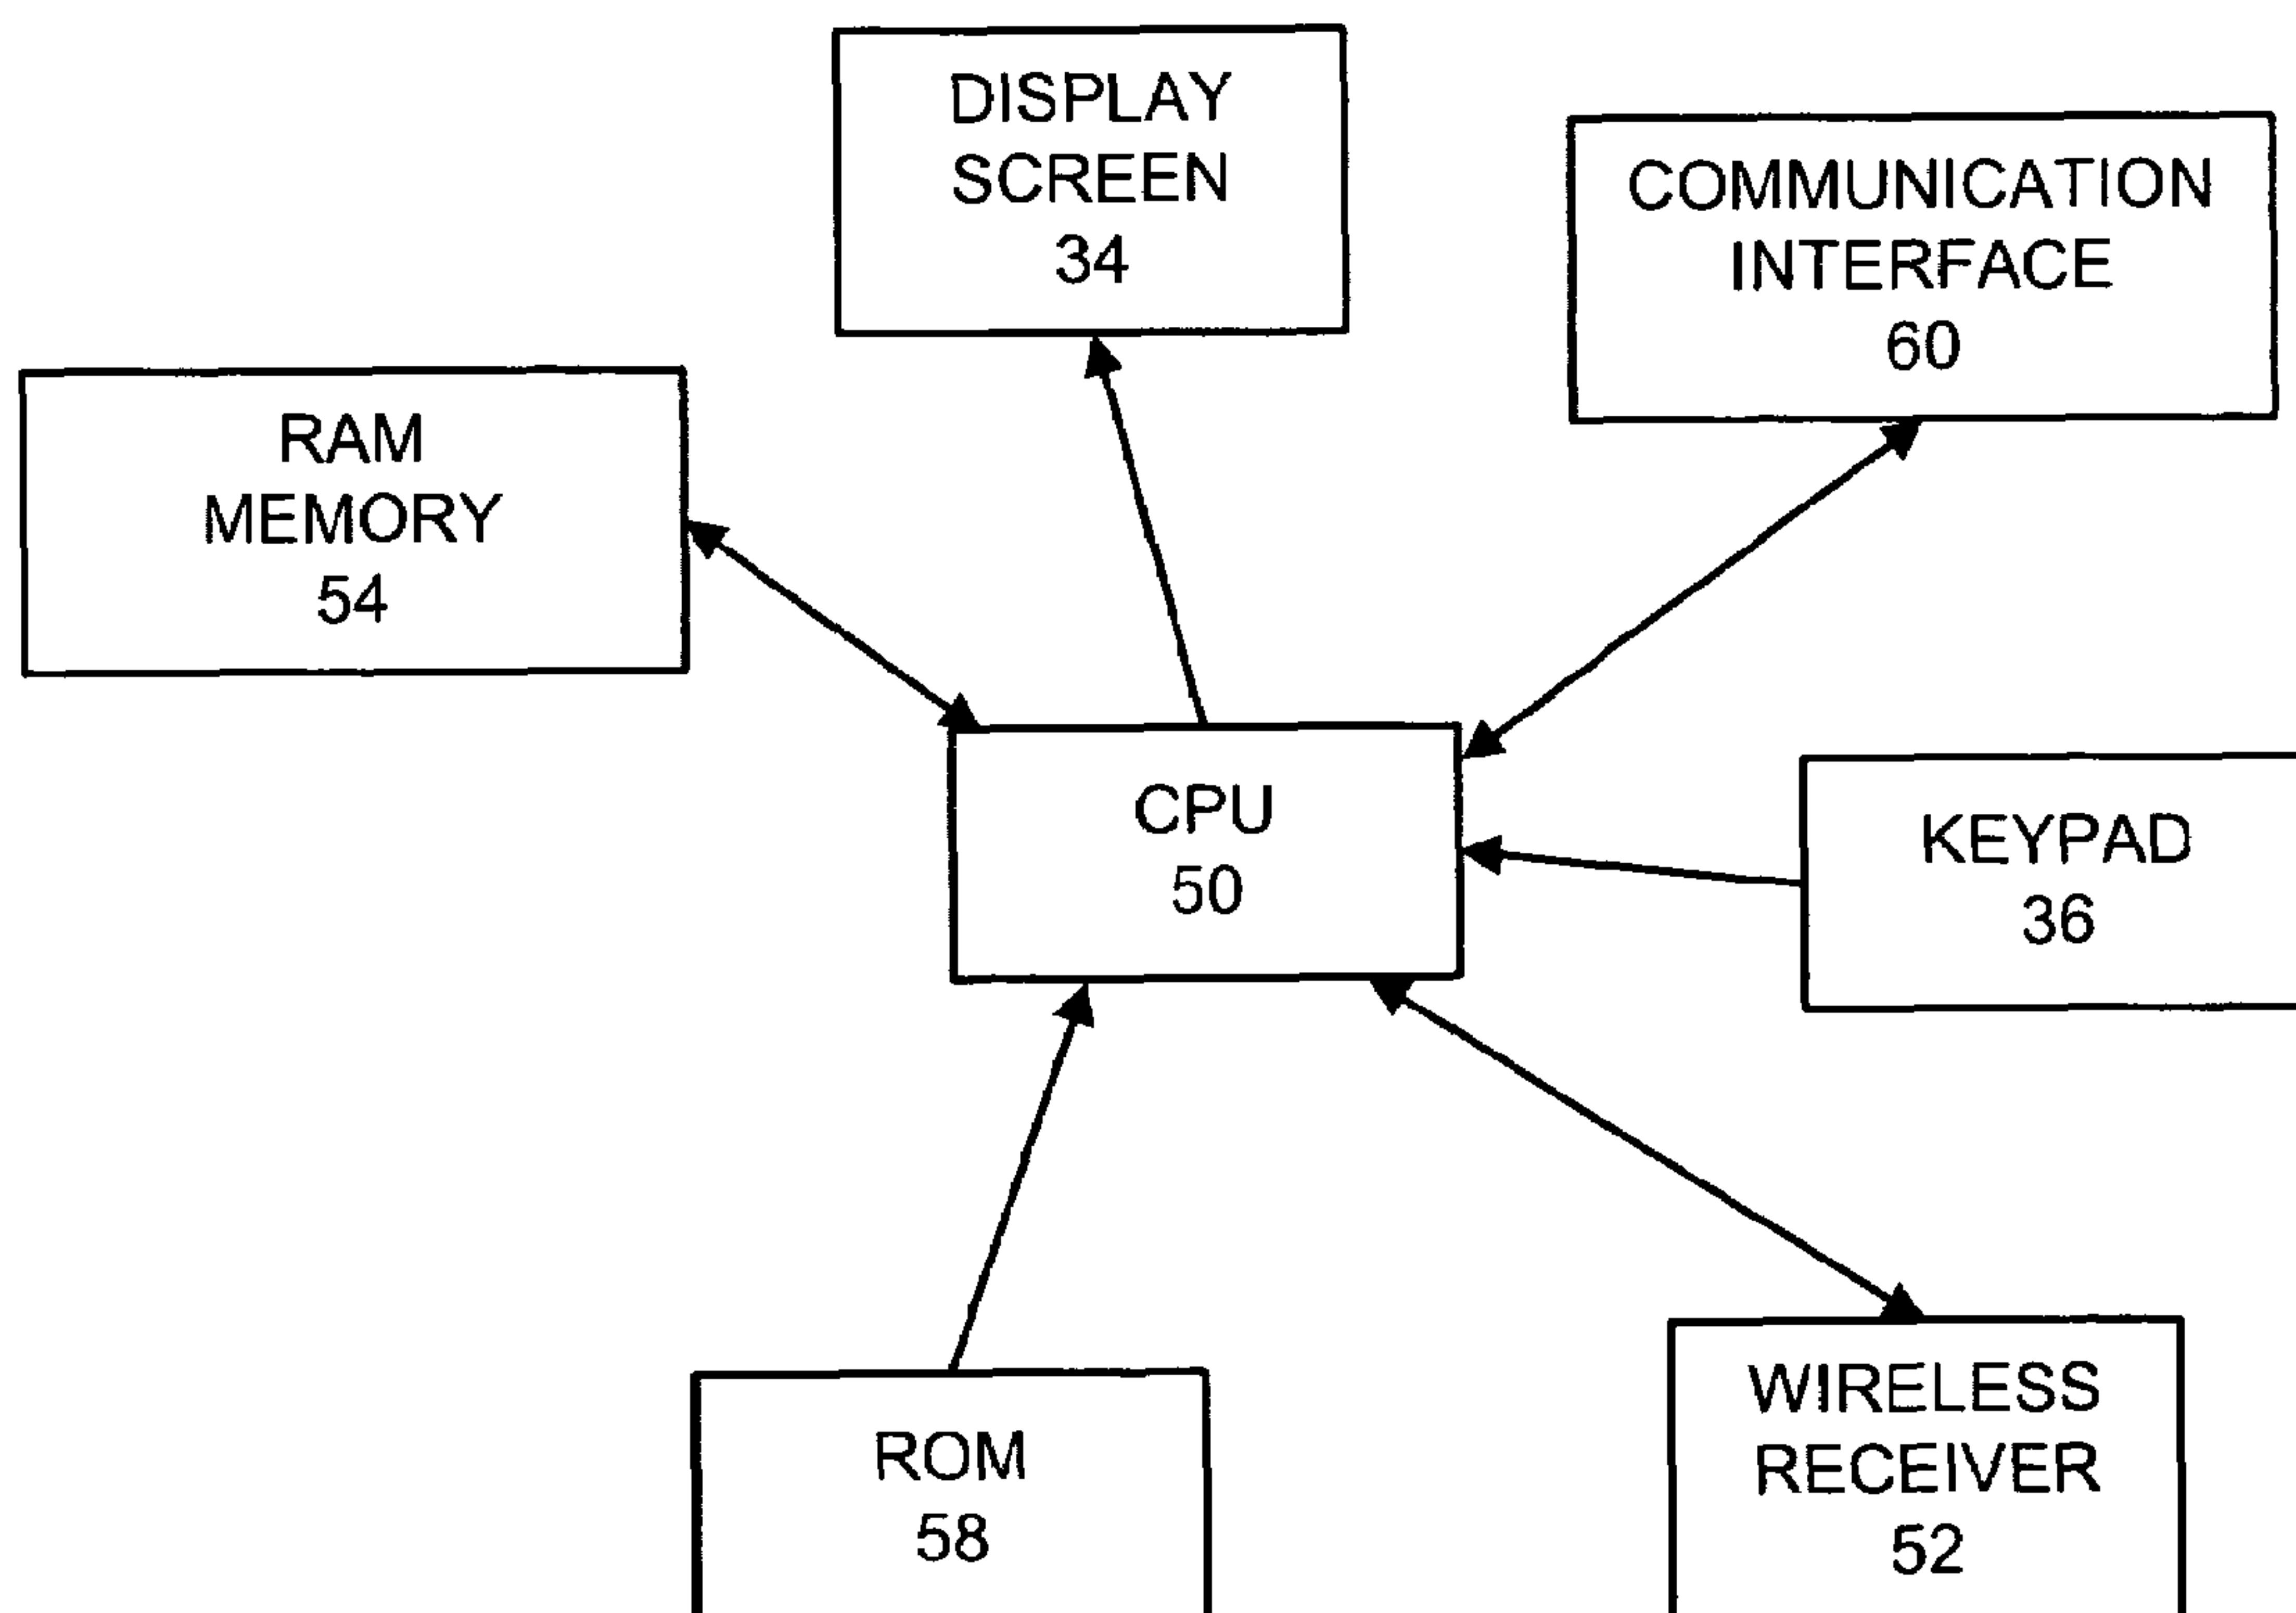 DISPLAY
SCREEN
34
COMMUNICATION
INTERFACE
60
RAM
MEMORY
54
CPU
50
KEYPAD
36
ROM
58
WIRELESS
RECEIVER
52